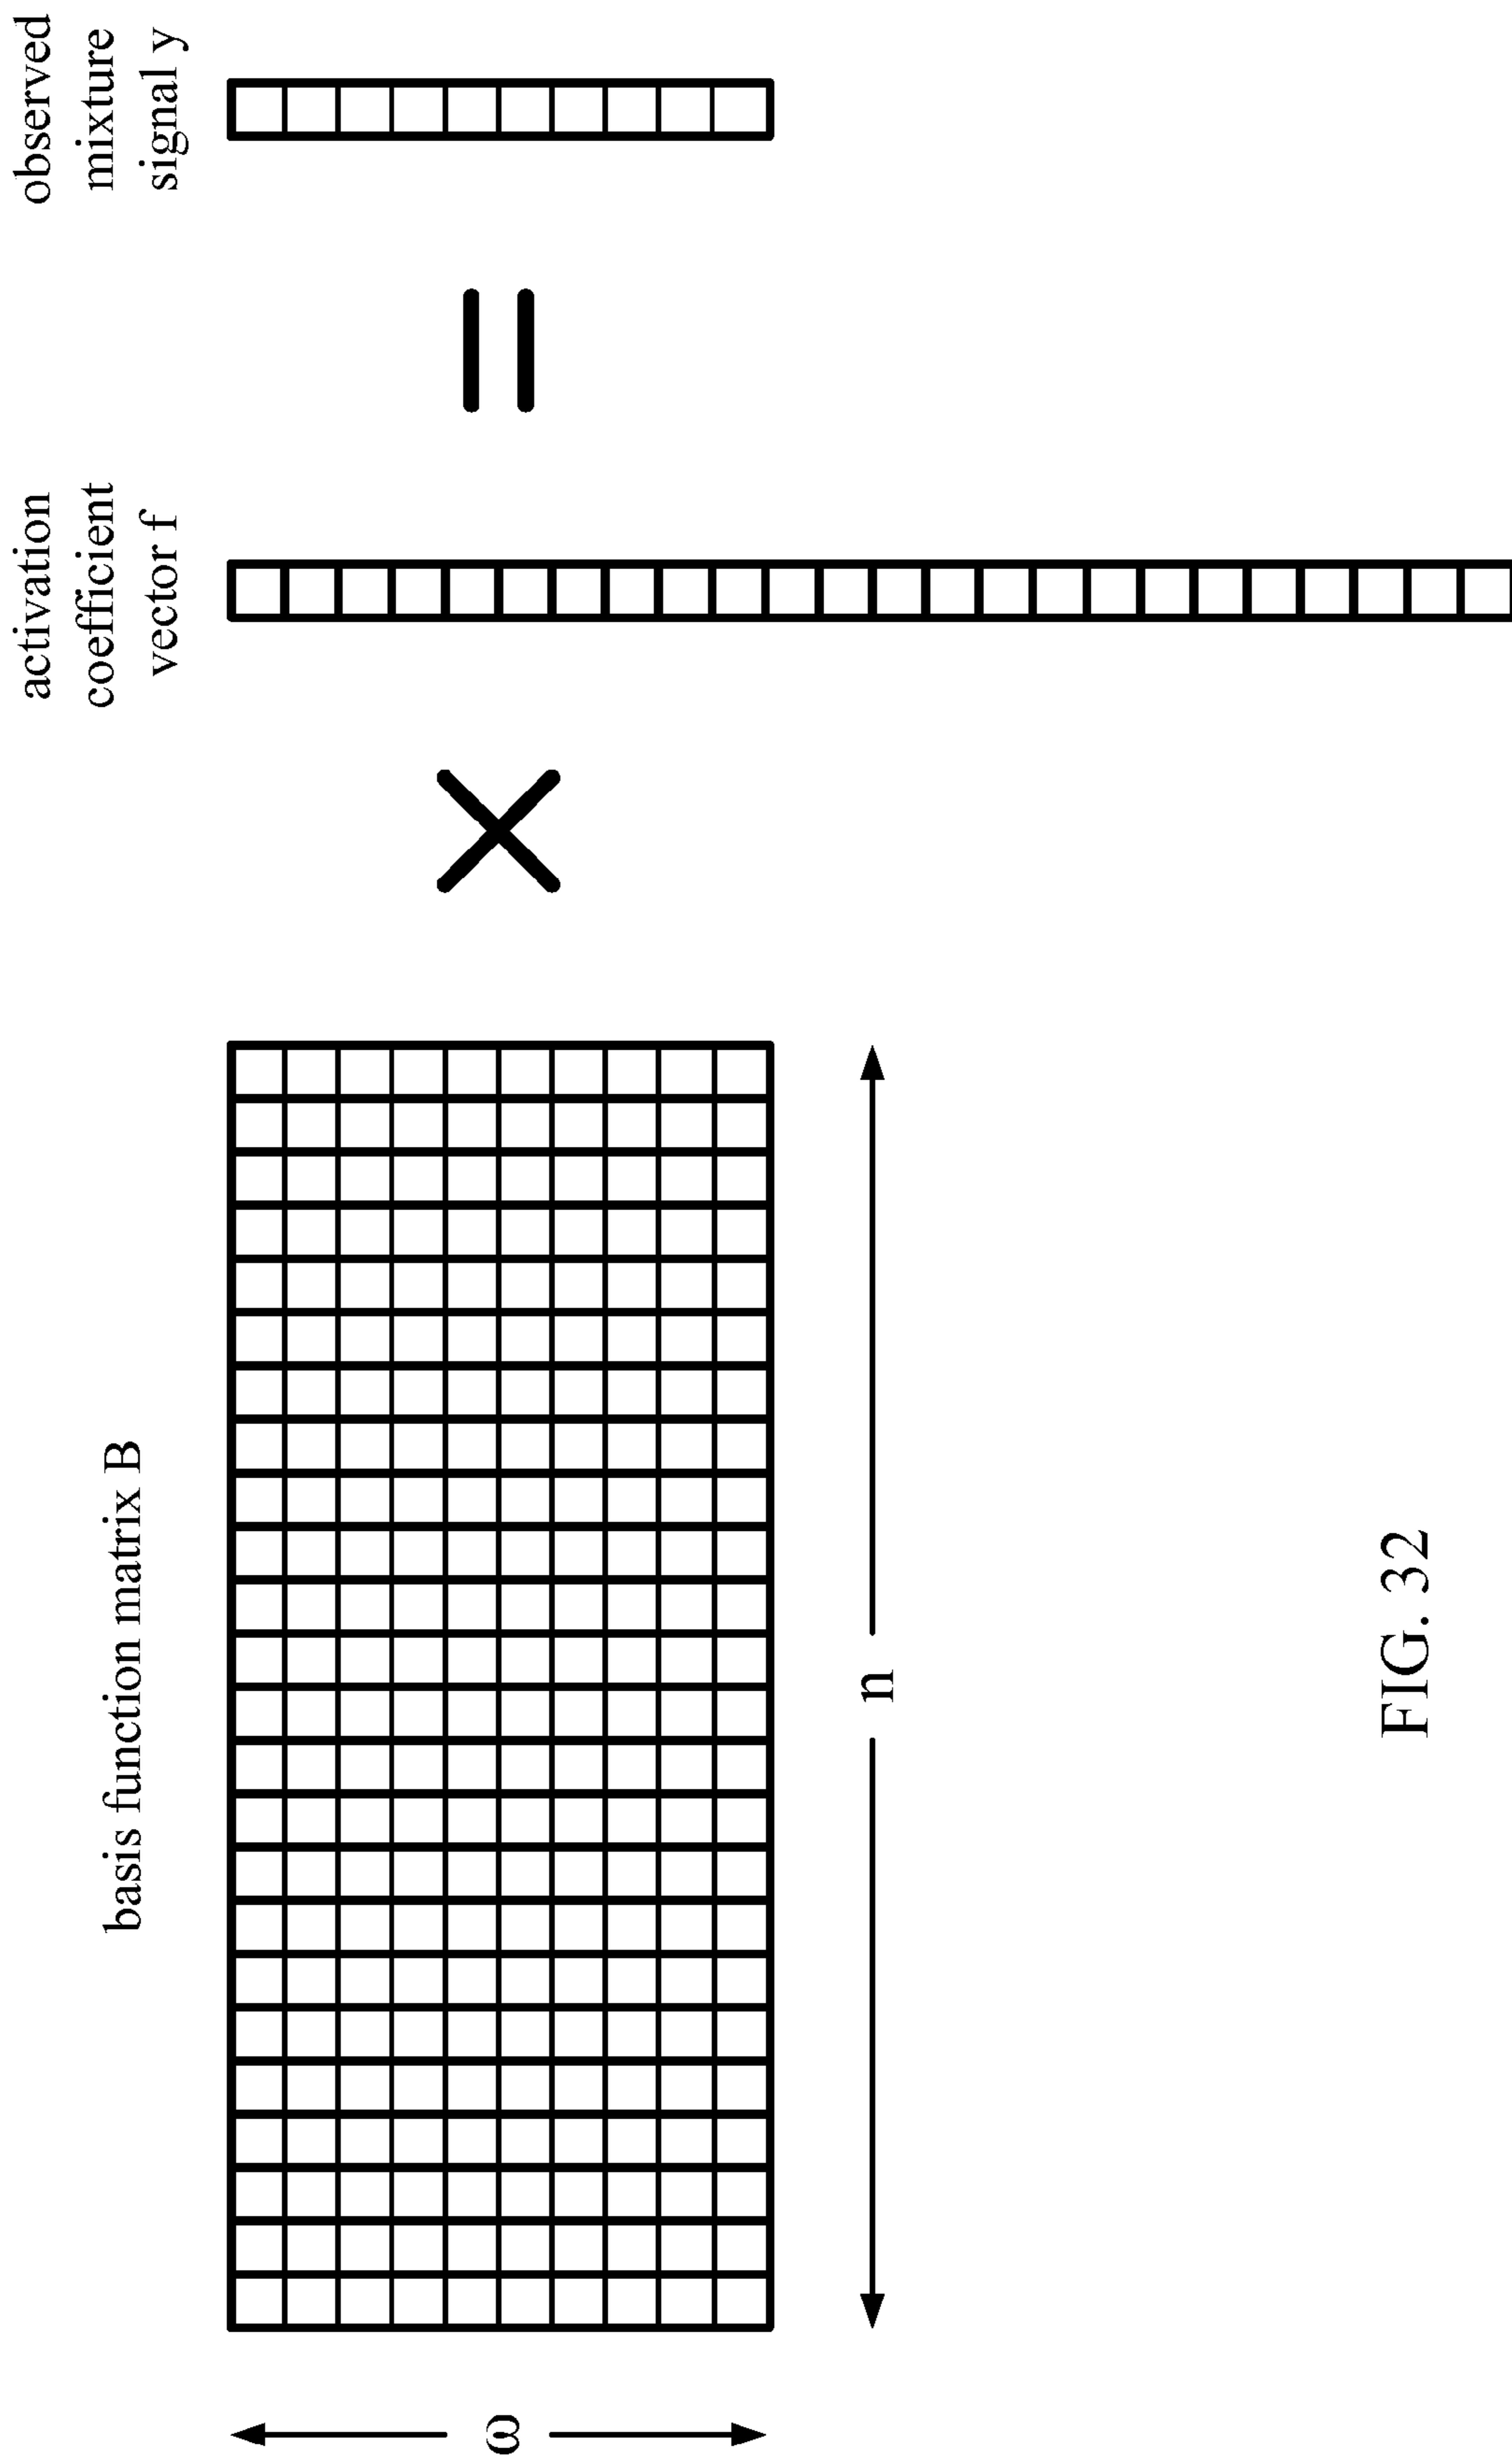 basis function matrix B
activation
coefficient
vector f
observed
mixture
signal y
ω
n
FIG. 32